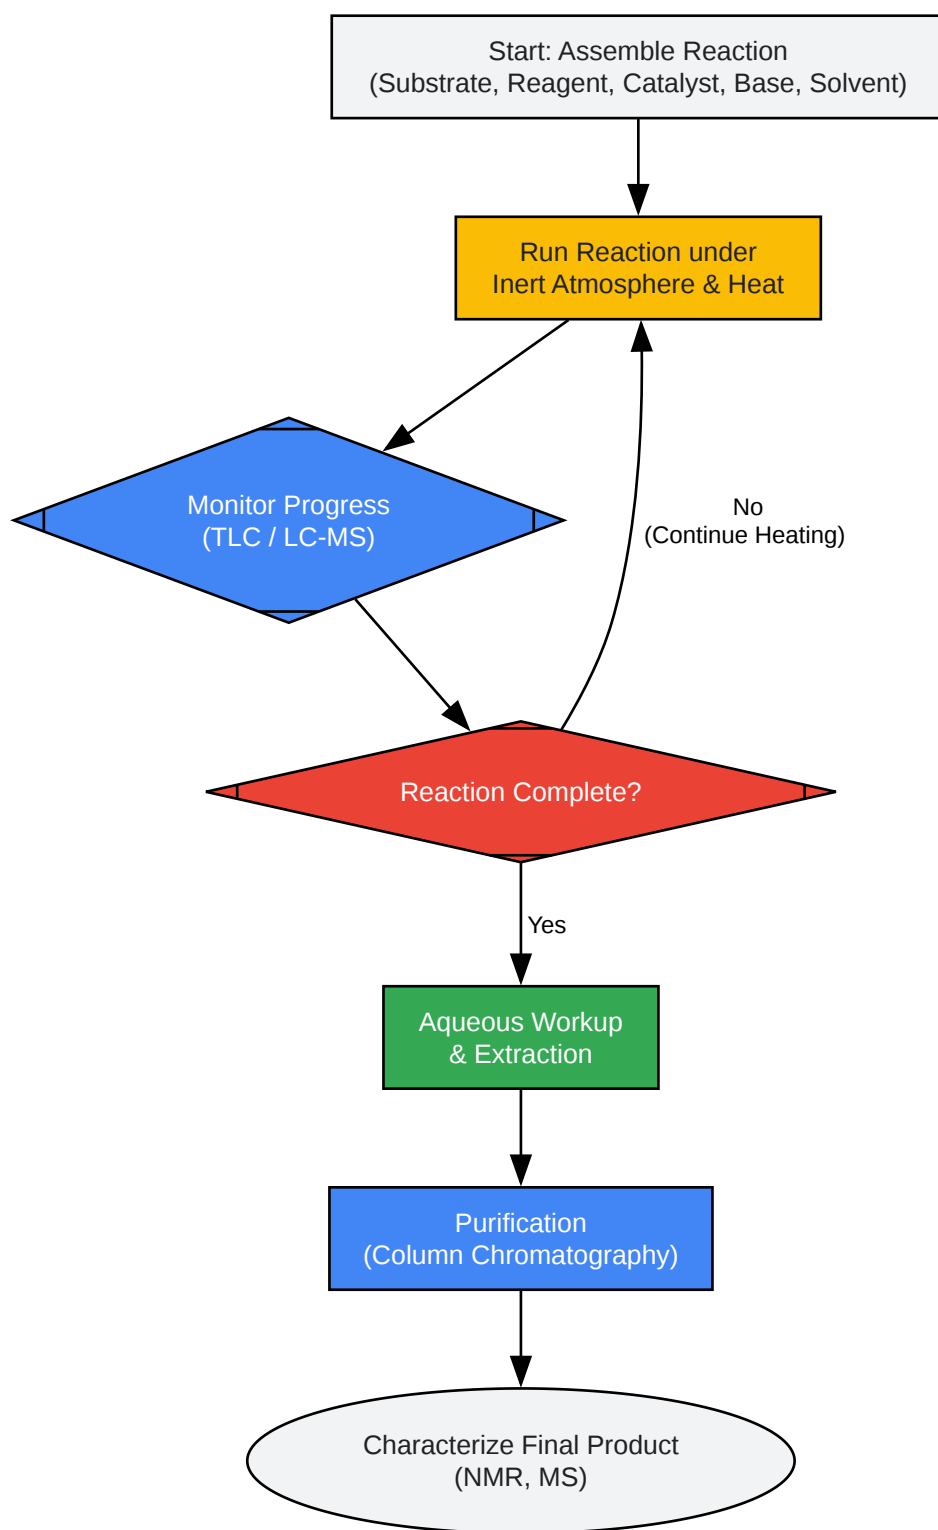 Start: Assemble Reaction
(Substrate, Reagent, Catalyst, Base, Solvent)
Run Reaction under
Inert Atmosphere & Heat
Monitor Progress
(TLC / LC-MS)
No
(Continue Heating)
Reaction Complete?
Yes
Aqueous Workup
& Extraction
Purification
(Column Chromatography)
Characterize Final Product
(NMR, MS)